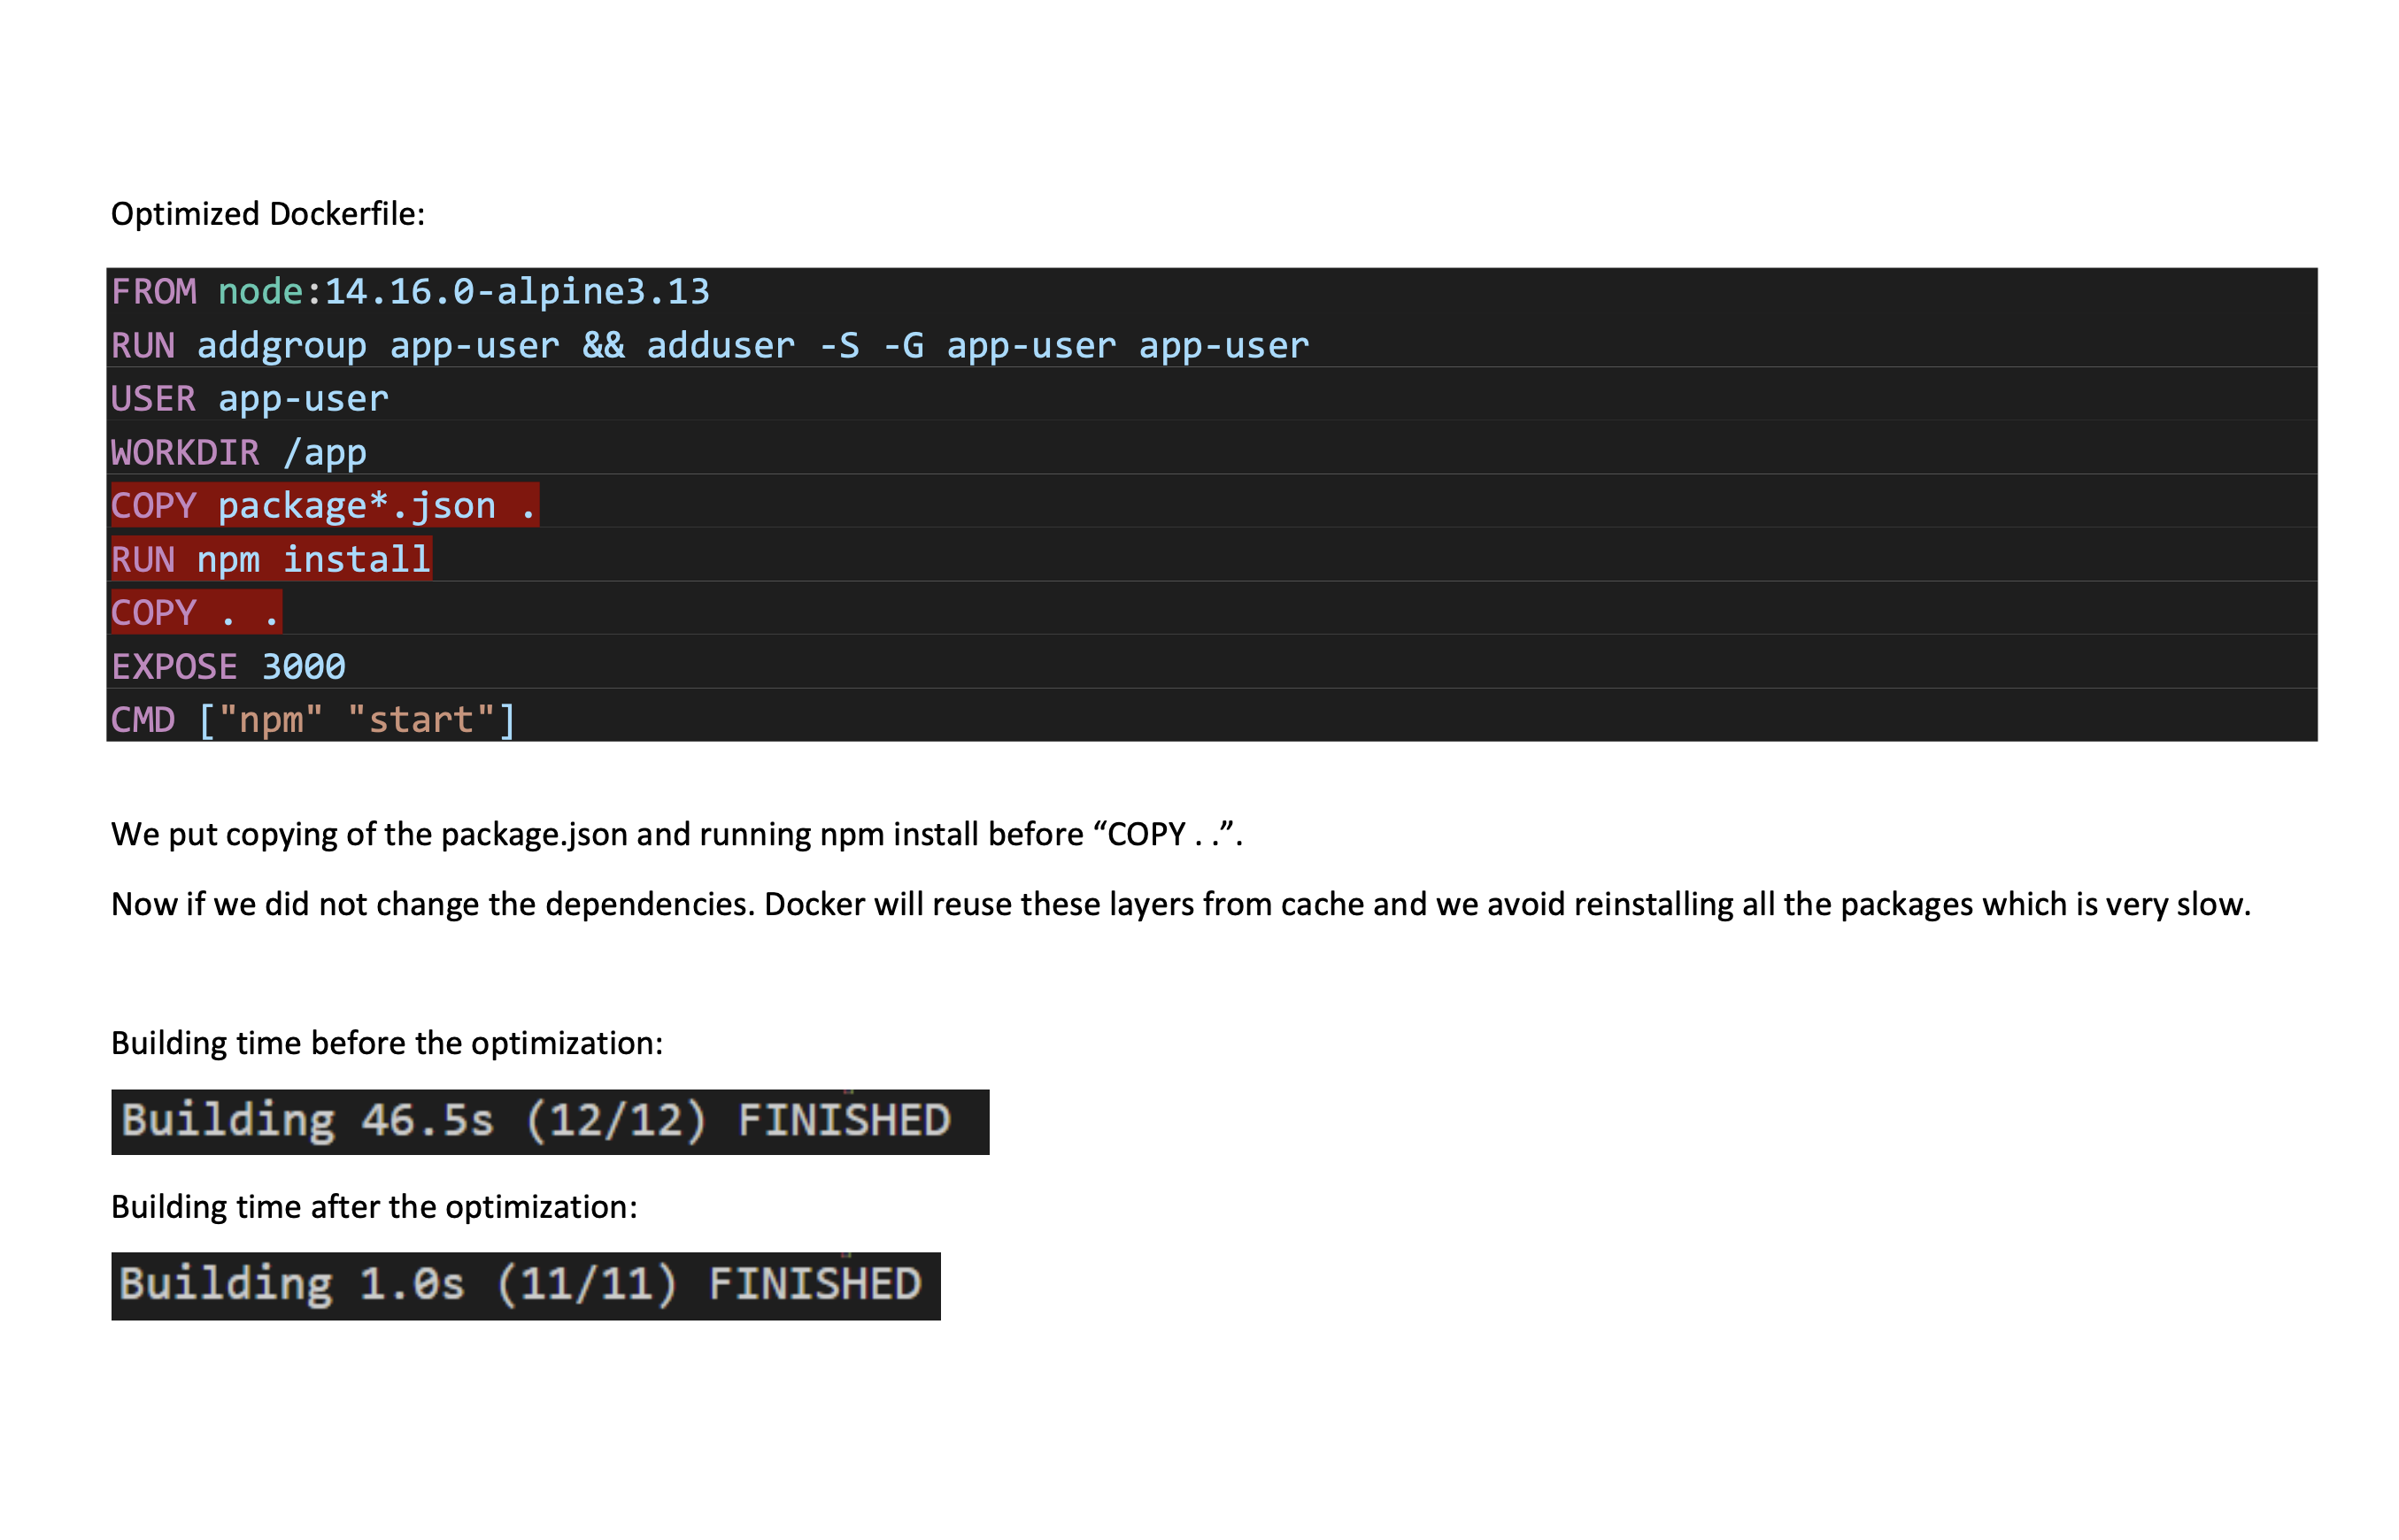 Optimized Dockerfile:
FROM node:14.16.0-alpine3.13
RUN addgroup app-user && adduser -S -G app-user app-user
USER app-user
WORKDIR /app
COPY package*.json .
RUN npm install
COPY . .
EXPOSE 3000
CMD ["npm" "start"]
We put copying of the package.json and running npm install before “COPY . .”.
Now if we did not change the dependencies. Docker will reuse these layers from cache and we avoid reinstalling all the packages which is very slow.
Building time before the optimization:
Building 46.5s (12/12) FINISHED
Building time after the optimization:
Building 1.0s (11/11) FINISHED